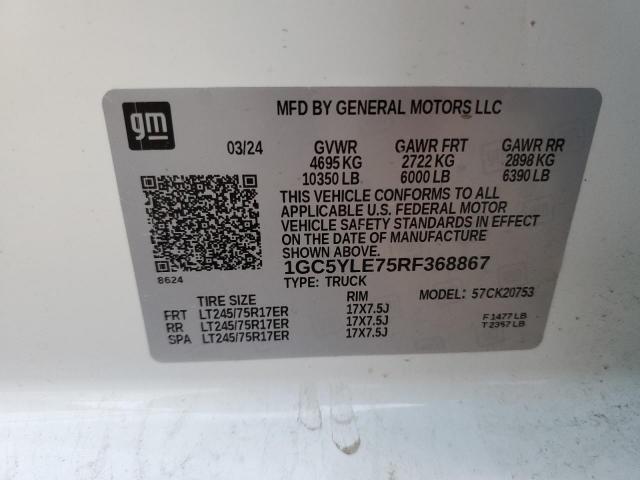 gm
MFD BY GENERAL MOTORS LLC
03/24 GVWR GAWR FRT GAWR RR
4695 KG 2722 KG 2898 KG
10350 LB 6000 LB 6390 LB
THIS VEHICLE CONFORMS TO ALL
APPLICABLE U.S. FEDERAL MOTOR
VEHICLE SAFETY STANDARDS IN EFFECT
ON THE DATE OF MANUFACTURE SHOWN ABOVE.
8624 1GC5YLE75RF368867
TYPE: TRUCK MODEL: 57CK20753
TIRE SIZE RIM
FRT LT245/75R17ER 17X7.5J F 1477 LB
RR LT245/75R17ER 17X7.5J T 2357 LB
SPA LT245/75R17ER 17X7.5J